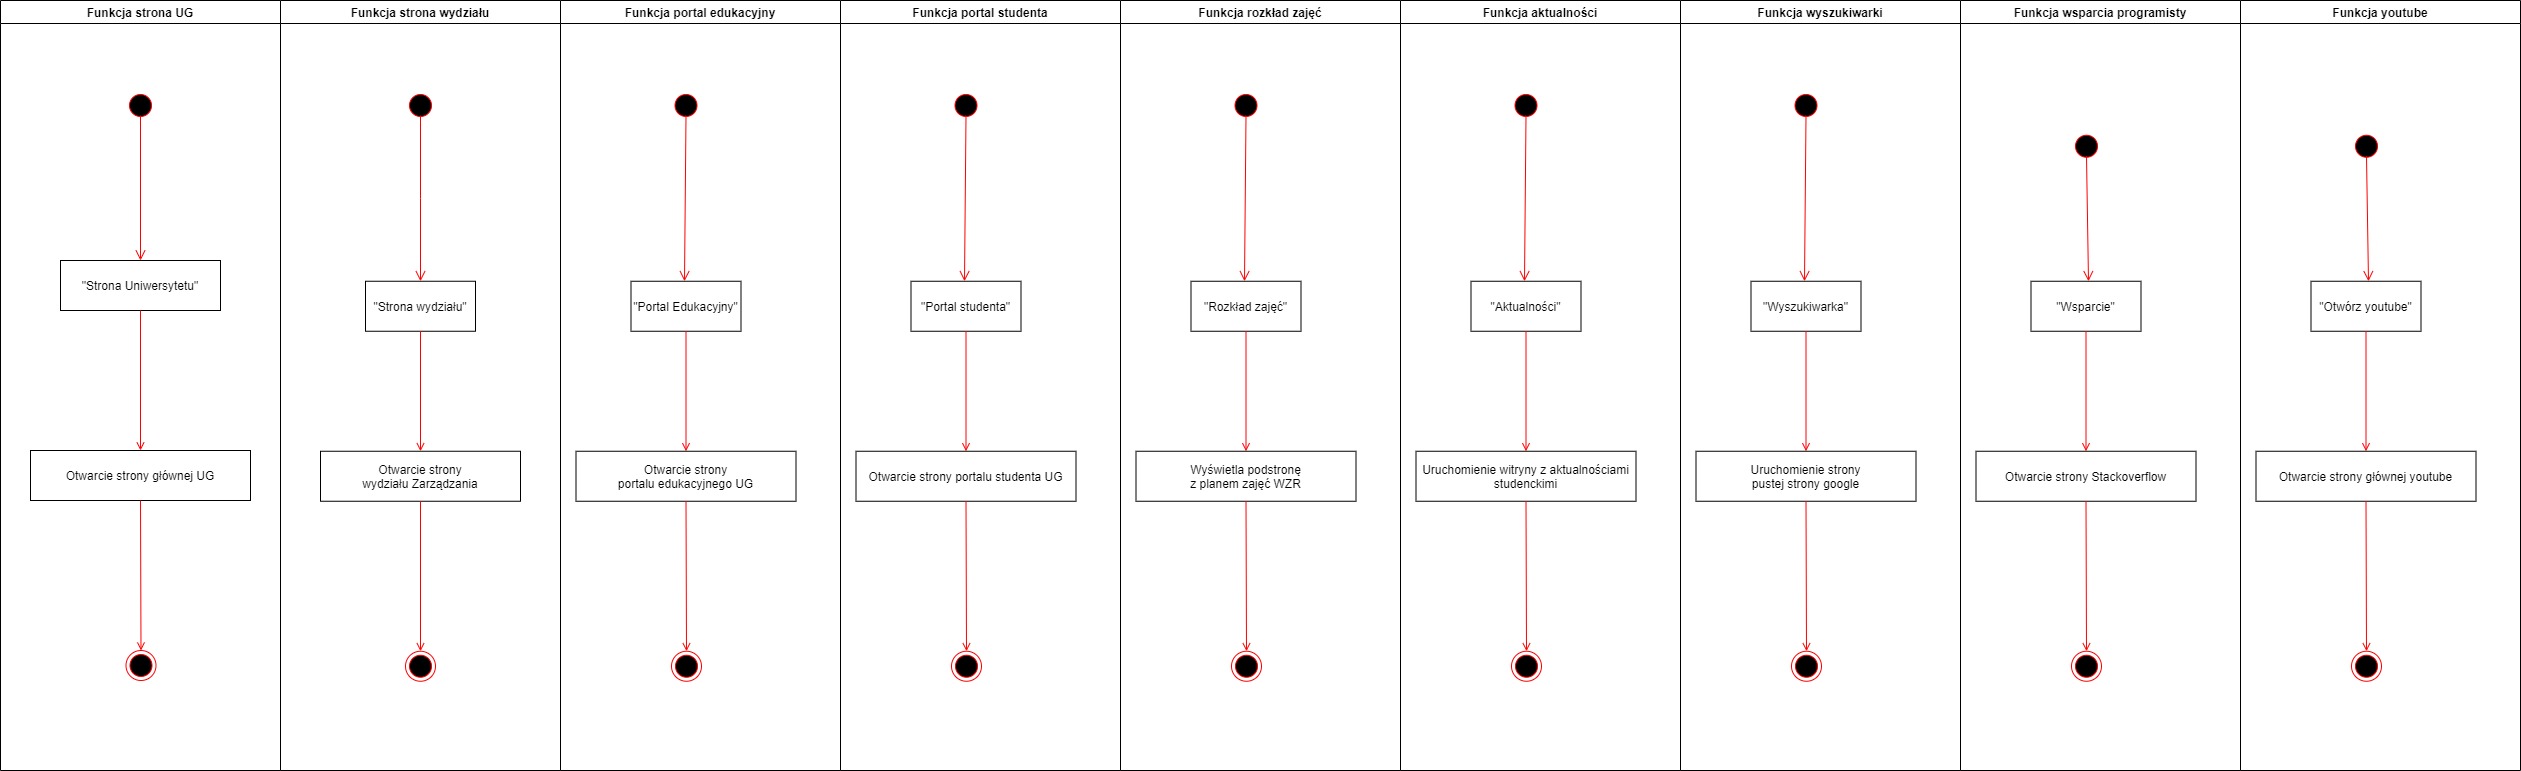 Funkcja strona UG
Funkcja strona wydziału
Funkcja portal edukacyjny
Funkcja portal studenta
Funkcja rozkład zajęć
Funkcja aktualności
Funkcja wyszukiwarki
Funkcja wsparcia programisty
Funkcja youtube
"Strona Uniwersytetu"
"Strona wydziału"
"Portal Edukacyjny"
"Portal studenta"
"Rozkład zajęć"
"Aktualności"
"Wyszukiwarka"
"Wsparcie"
"Otwórz youtube"
Otwarcie strony głównej UG
Otwarcie strony
wydziału Zarządzania
Otwarcie strony
portalu edukacyjnego UG
Otwarcie strony portalu studenta UG
Wyświetla podstronę
z planem zajęć WZR
Uruchomienie witryny z aktualnościami
studenckimi
Uruchomienie strony
pustej strony google
Otwarcie strony Stackoverflow
Otwarcie strony głównej youtube